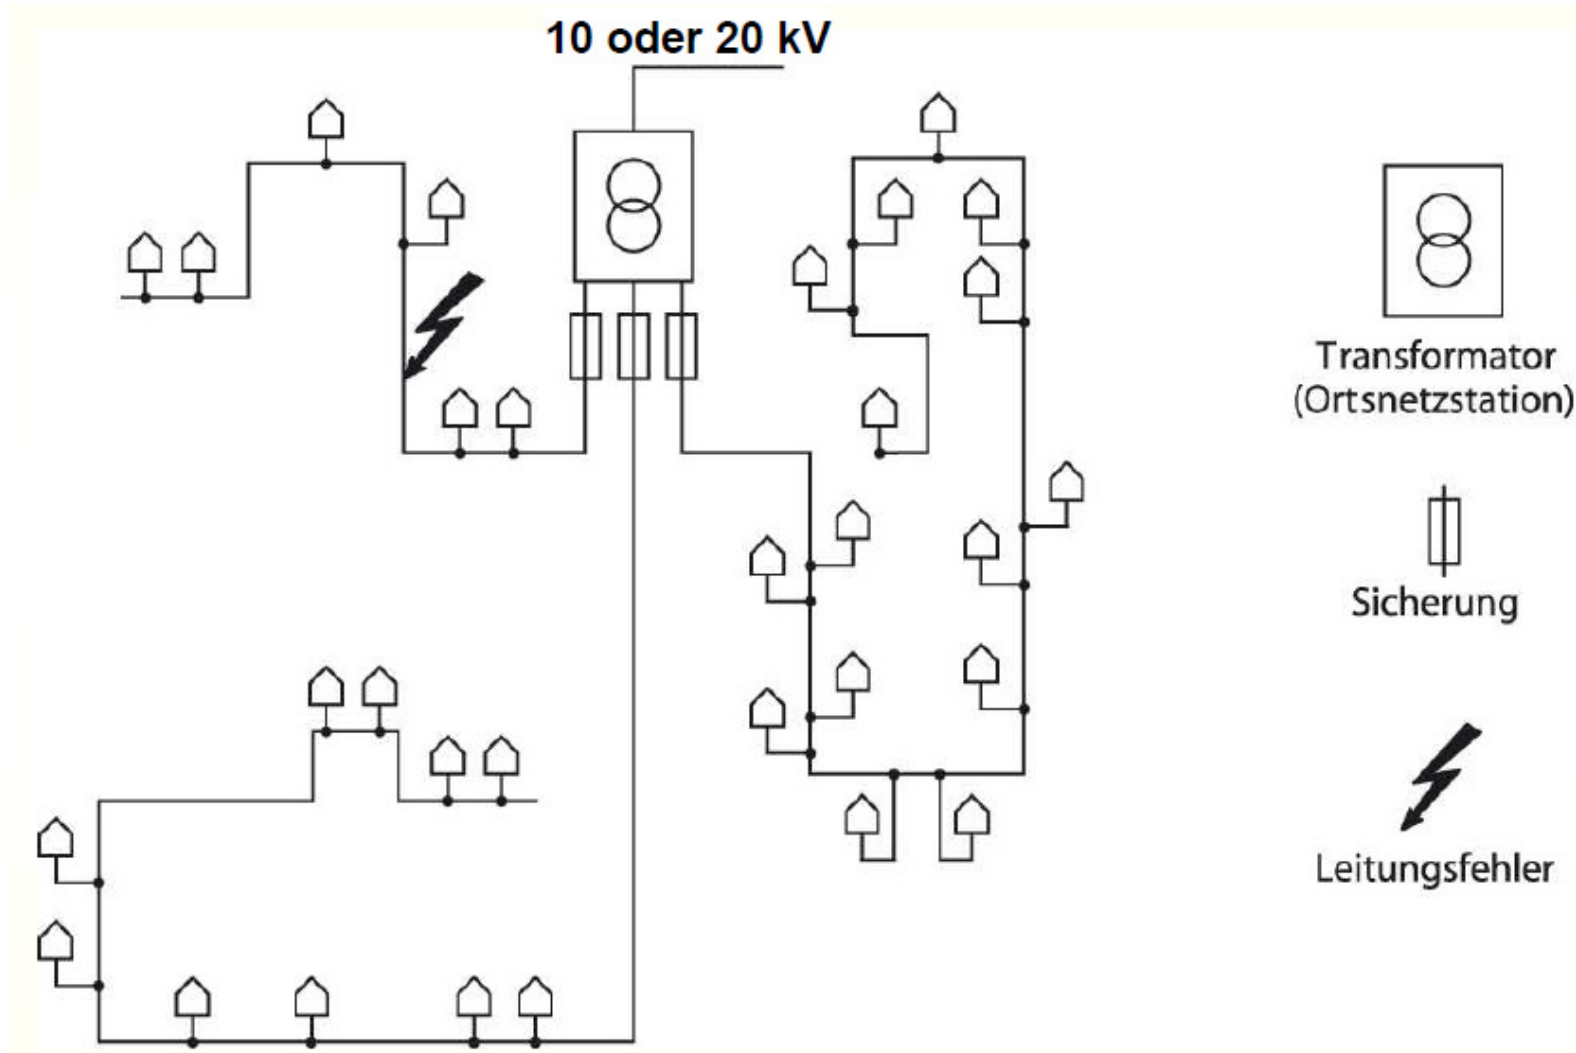 10 oder 20 kV
Transformator
(Ortsnetzstation)
Sicherung
Leitungsfehler